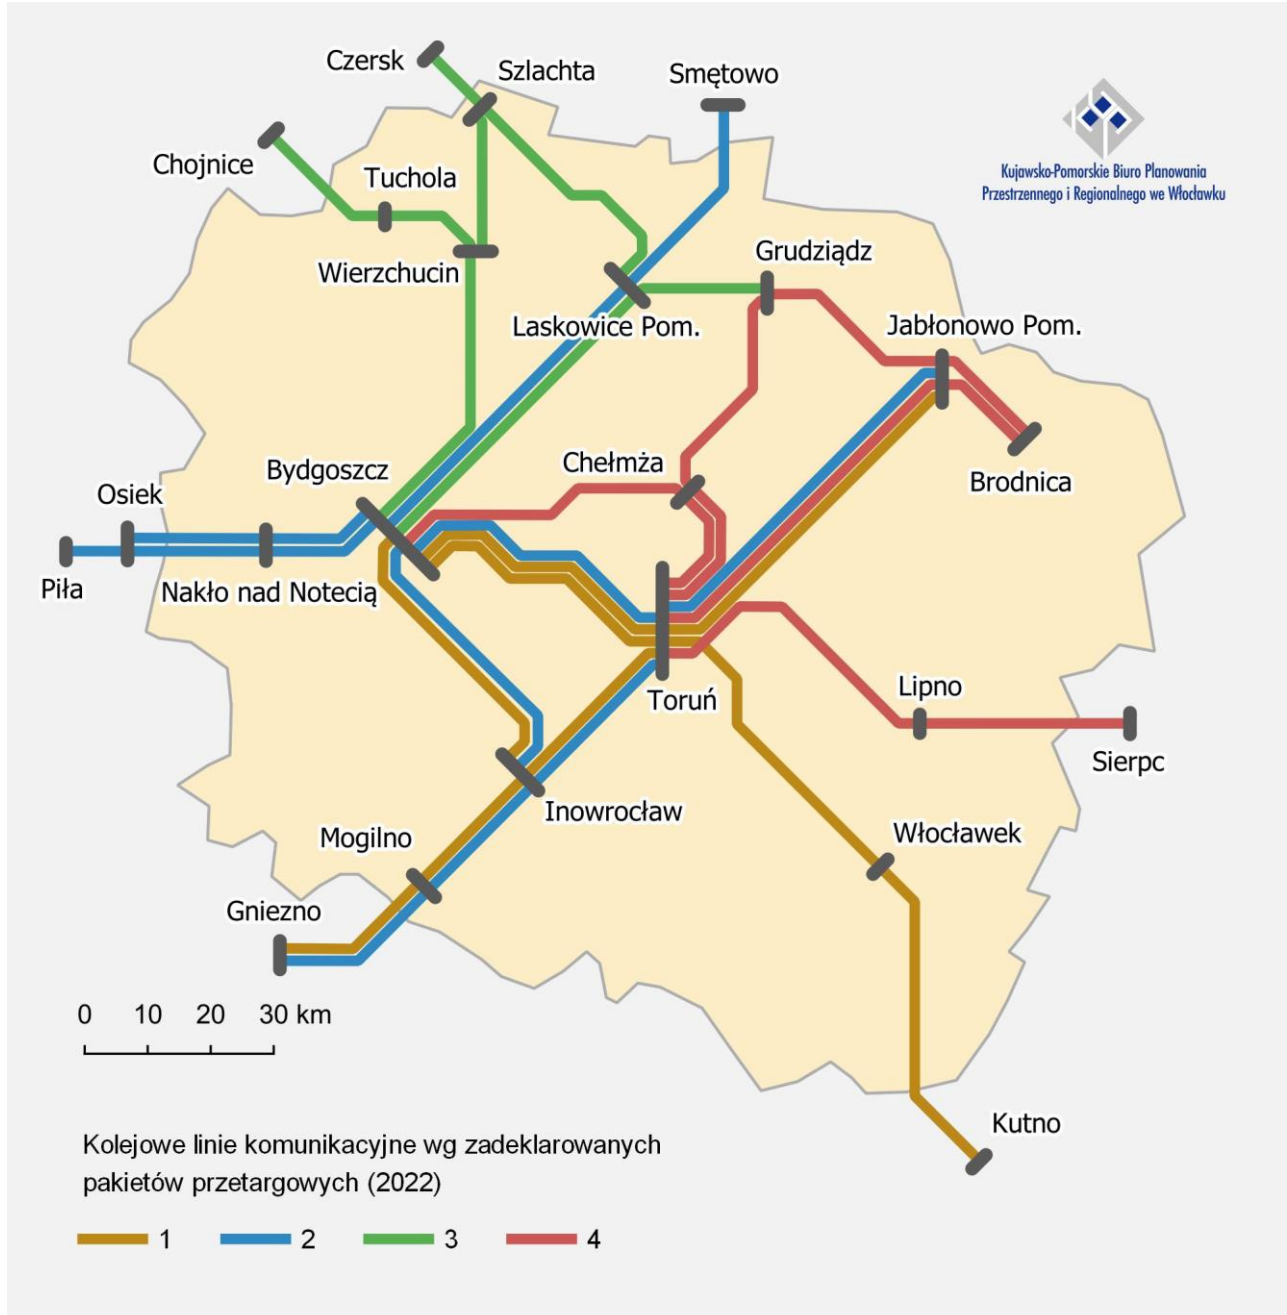 Czersk
Szlachta
Smętowo
Chojnice
Tuchola
Kujawsko-Pomorskie Biuro Planowania
Przestrzennego i Regionalnego we Włocławku
Wierzchucin
Grudziądz
Laskowice Pom.
Jabłonowo Pom.
Bydgoszcz
Chełmża
Osiek
Brodnica
Piła
Nakło nad Notecią
Toruń
Lipno
Sierpc
Inowrocław
Mogilno
Włocławek
Gniezno
0 10 20 30 km
Kutno
Kolejowe linie komunikacyjne wg zadeklarowanych
pakietów przetargowych (2022)
1 2 3 4